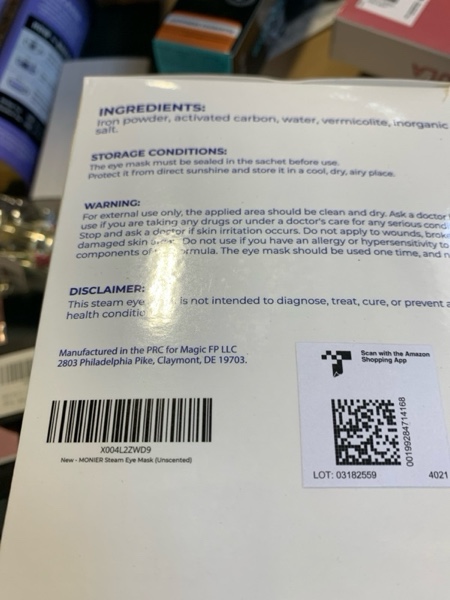 INGREDIENTS:
Iron powder, activated carbon, water, vermicolite, inorganic
salt.
STORAGE CONDITIONS:
The eye mask must be sealed in the sachet before use.
Protect it from direct sunshine and store it in a cool, dry, airy place.
WARNING:
For external use only, the applied area should be clean and dry. Ask a doctor
use if you are taking any drugs or under a doctor's care for any serious cond
Stop and ask a doctor if skin irritation occurs. Do not apply to wounds, brok
damaged skin Do not use if you have an allergy or hypersensitivity to
components of formula. The eye mask should be used one time, and n
DISCLAIMER:
This steam eye is not intended to diagnose, treat, cure, or prevent a
health conditio
Manufactured in the PRC for Magic FP LLC
2803 Philadelphia Pike, Claymont, DE 19703.
X004L2ZWD9
New - MONIER Steam Eye Mask (Unscented)
Scan with the Amazon
Shopping App
00199284714168
LOT: 03182559 4021